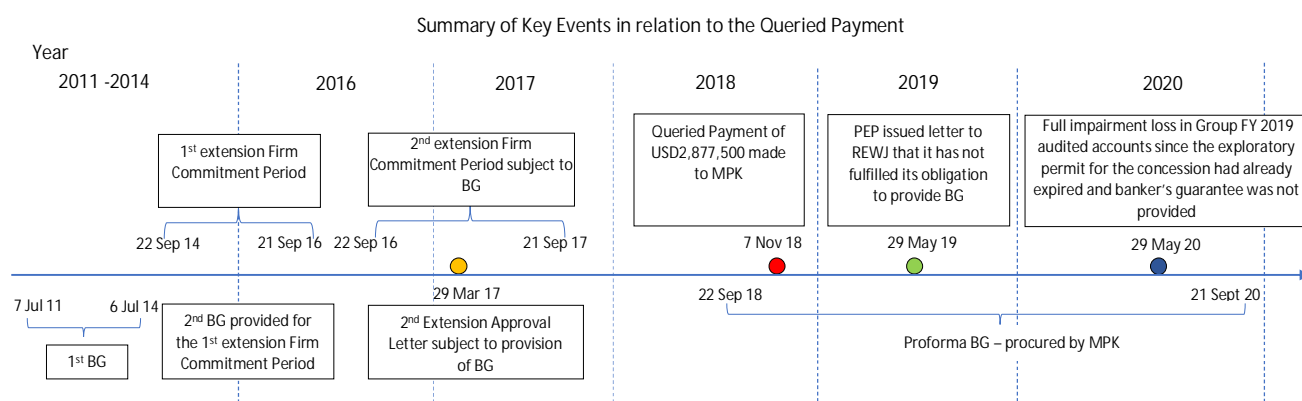 Summary of Key Events in relation to the Queried Payment
Year
2011 -2014
2016
2017
2018
2019
2020
1st extension Firm
Commitment Period
2nd extension Firm
Commitment Period subject to
BG
Queried Payment of
USD2,877,500 made
to MPK
PEP issued letter to
REWJ that it has not
fulfilled its obligation
to provide BG
Full impairment loss in Group FY 2019
audited accounts since the exploratory
permit for the concession had already
expired and banker's guarantee was not
provided
22 Sep 14
21 Sep 16
22 Sep 16
21 Sep 17
7 Nov 18
29 May 19
29 May 20
7 Jul 11
6 Jul 14
29 Mar 17
22 Sep 18
21 Sept 20
1st BG
2nd BG provided for
the 1st extension Firm
Commitment Period
2nd Extension Approval
Letter subject to provision
of BG
Proforma BG – procured by MPK